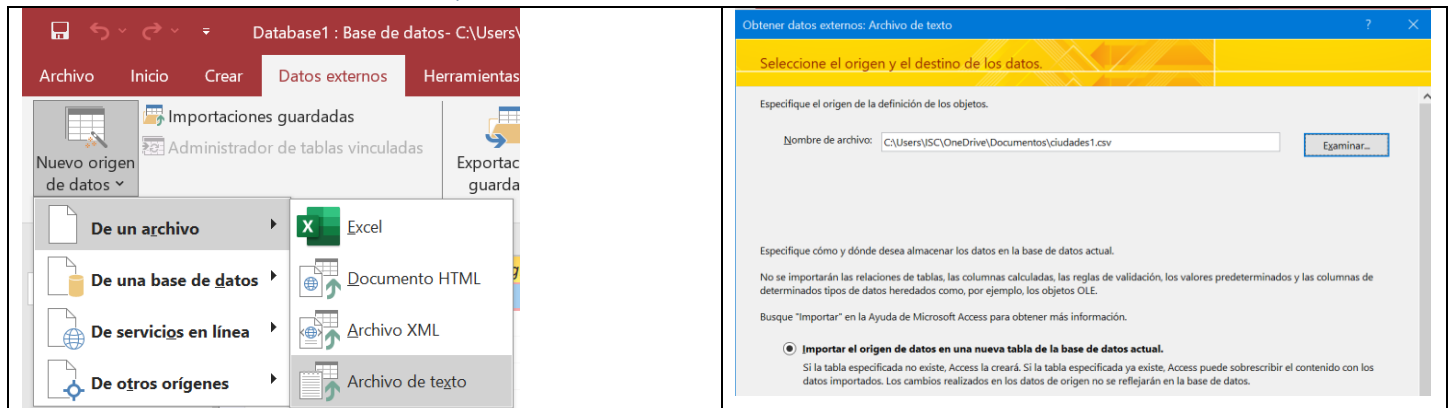 Database1 : Base de datos- C:\Users\
Archivo Inicio Crear Datos externos Herramientas
Importaciones guardadas
Administrador de tablas vinculadas
Nuevo origen
de datos
Exportac
guarda
De un archivo
De una base de datos
De servicios en línea
De otros orígenes
Excel
Documento HTML
Archivo XML
Archivo de texto
Obtener datos externos: Archivo de texto
Seleccione el origen y el destino de los datos.
Especifique el origen de la definición de los objetos.
Nombre de archivo: C:\Users\ISC\OneDrive\Documentos\ciudades1.csv Examinar...
Especifique cómo y dónde desea almacenar los datos en la base de datos actual.
No se importarán las relaciones de tablas, las columnas calculadas, las reglas de validación, los valores predeterminados y las columnas de
determinados tipos de datos heredados como, por ejemplo, los objetos OLE.
Busque "Importar" en la Ayuda de Microsoft Access para obtener más información.
Importar el origen de datos en una nueva tabla de la base de datos actual.
Si la tabla especificada no existe, Access la creará. Si la tabla especificada ya existe, Access puede sobrescribir el contenido con los
datos importados. Los cambios realizados en los datos de origen no se reflejarán en la base de datos.